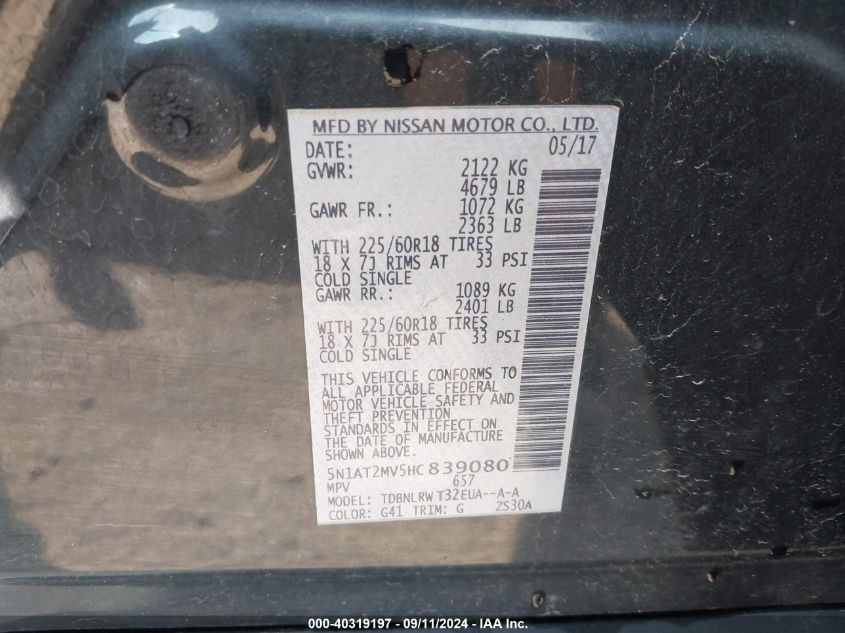 MFD BY NISSAN MOTOR CO., LTD.
DATE: 05/17
GVWR: 2122 KG
4679 LB
GAWR FR.: 1072 KG
2363 LB
WITH 225/60R18 TIRES
18 X 7J RIMS AT 33 PSI
COLD SINGLE
GAWR RR.: 1089 KG
2401 LB
WITH 225/60R18 TIRES
18 X 7J RIMS AT 33 PSI
COLD SINGLE
THIS VEHICLE CONFORMS TO
ALL APPLICABLE FEDERAL
MOTOR VEHICLE SAFETY AND
THEFT PREVENTION
STANDARDS IN EFFECT ON
THE DATE OF MANUFACTURE
SHOWN ABOVE.
5N1AT2MV5HC839080
MPV 657
MODEL: TDBNLRW T32EUA--A-A
COLOR: G41 TRIM: G ZS30A
000-40319197 - 09/11/2024 - IAA Inc.